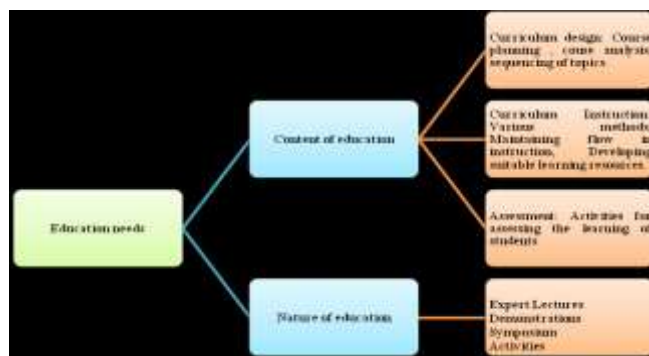 Curriculum design: Course
planning , couse analysis,
sequencing of topics
Curriculum Instruction:
Various methods
Maintaining flow in
instruction, Developing
suitable learning resources.
Content of education
Assessment: Activities for
assessing the learning of
students
Education needs
Nature of education
Expert Lectures
Demonstrations
Symposium
Activities